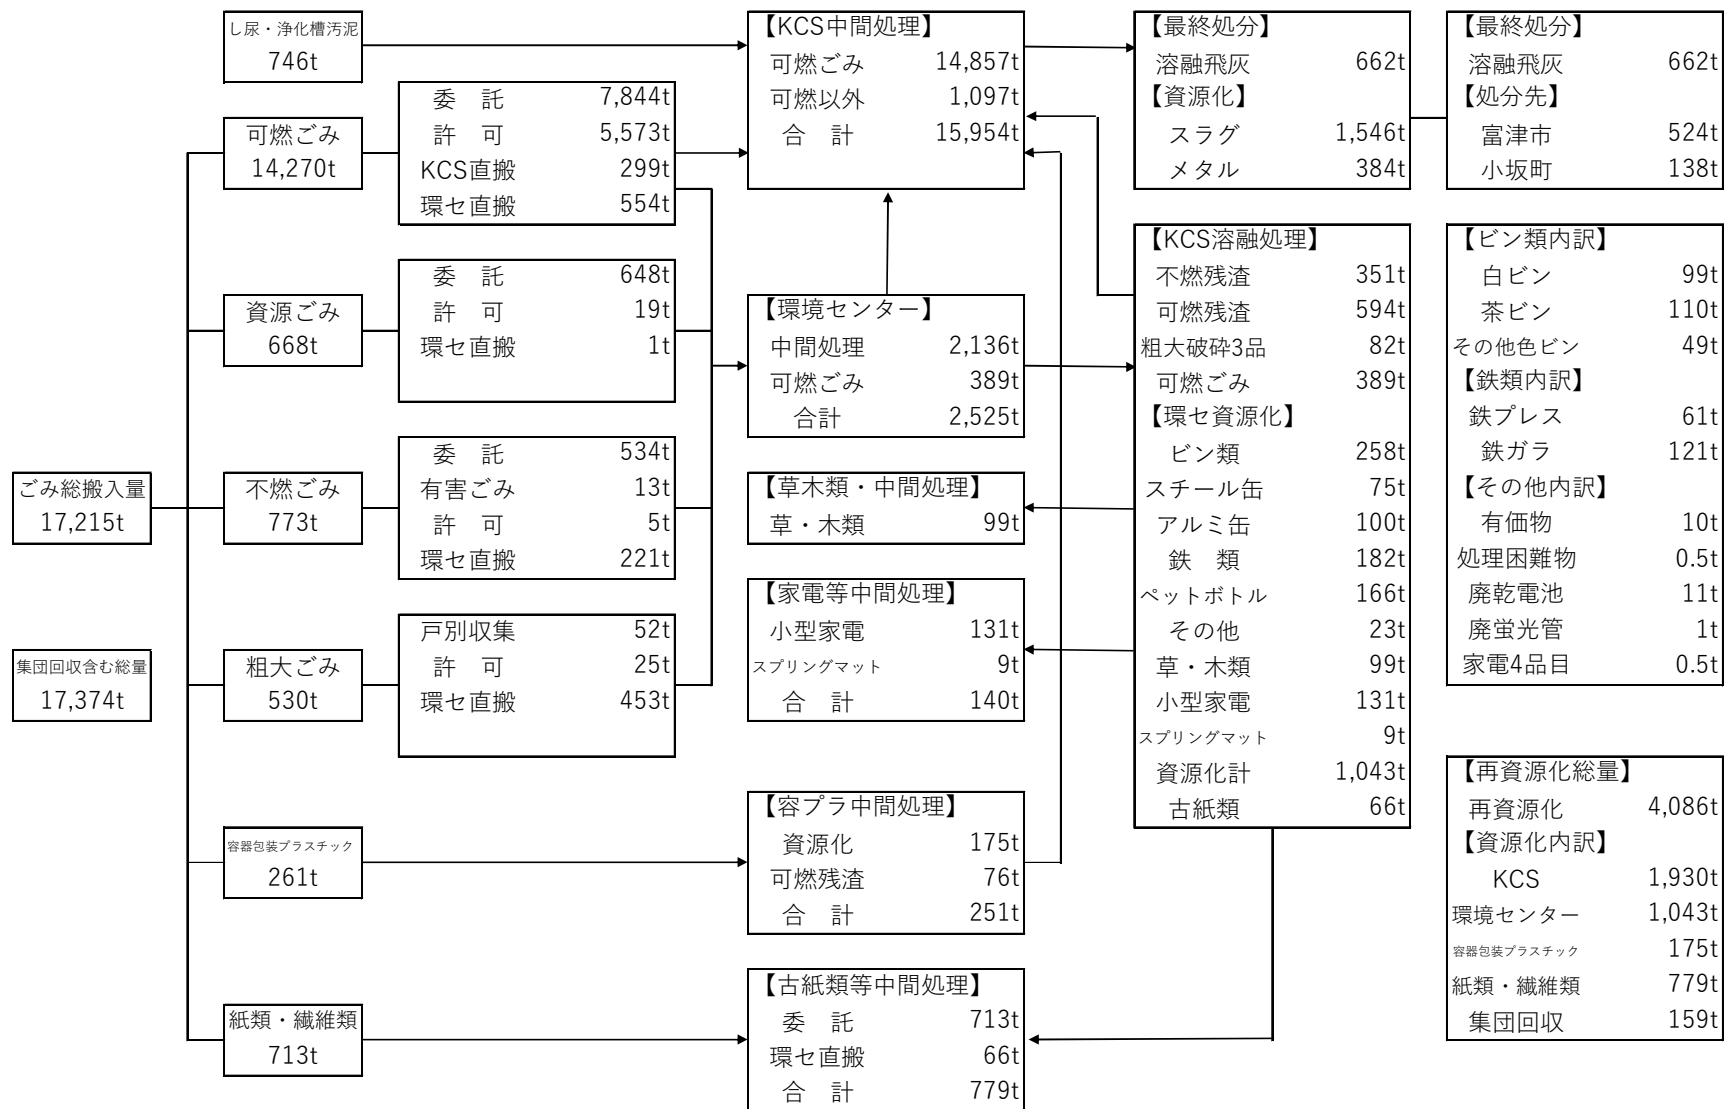 し尿・浄化槽汚泥
746t
可燃ごみ
14,270t
資源ごみ
668t
ごみ総搬入量
17,215t
不燃ごみ
773t
集団回収含む総量
17,374t
粗大ごみ
530t
容器包装プラスチック
261t
紙類・繊維類
713t
委　託 7,844t
許　可 5,573t
KCS直搬 299t
環セ直搬 554t
委　託 648t
許　可 19t
環セ直搬 1t
委　託 534t
有害ごみ 13t
許　可 5t
環セ直搬 221t
戸別収集 52t
許　可 25t
環セ直搬 453t
【KCS中間処理】
可燃ごみ 14,857t
可燃以外 1,097t
合　計 15,954t
【環境センター】
中間処理 2,136t
可燃ごみ 389t
合計 2,525t
【草木類・中間処理】
草・木類 99t
【家電等中間処理】
小型家電 131t
スプリングマット 9t
合　計 140t
【容プラ中間処理】
資源化 175t
可燃残渣 76t
合　計 251t
【古紙類等中間処理】
委　託 713t
環セ直搬 66t
合　計 779t
【最終処分】
溶融飛灰 662t
【資源化】
スラグ 1,546t
メタル 384t
【KCS溶融処理】
不燃残渣 351t
可燃残渣 594t
粗大破砕3品 82t
可燃ごみ 389t
【環セ資源化】
ビン類 258t
スチール缶 75t
アルミ缶 100t
鉄　類 182t
ペットボトル 166t
その他 23t
草・木類 99t
小型家電 131t
スプリングマット 9t
資源化計 1,043t
古紙類 66t
【最終処分】
溶融飛灰 662t
【処分先】
富津市 524t
小坂町 138t
【ビン類内訳】
白ビン 99t
茶ビン 110t
その他色ビン 49t
【鉄類内訳】
鉄プレス 61t
鉄ガラ 121t
【その他内訳】
有価物 10t
処理困難物 0.5t
廃乾電池 11t
廃蛍光管 1t
家電4品目 0.5t
【再資源化総量】
再資源化 4,086t
【資源化内訳】
KCS 1,930t
環境センター 1,043t
容器包装プラスチック 175t
紙類・繊維類 779t
集団回収 159t